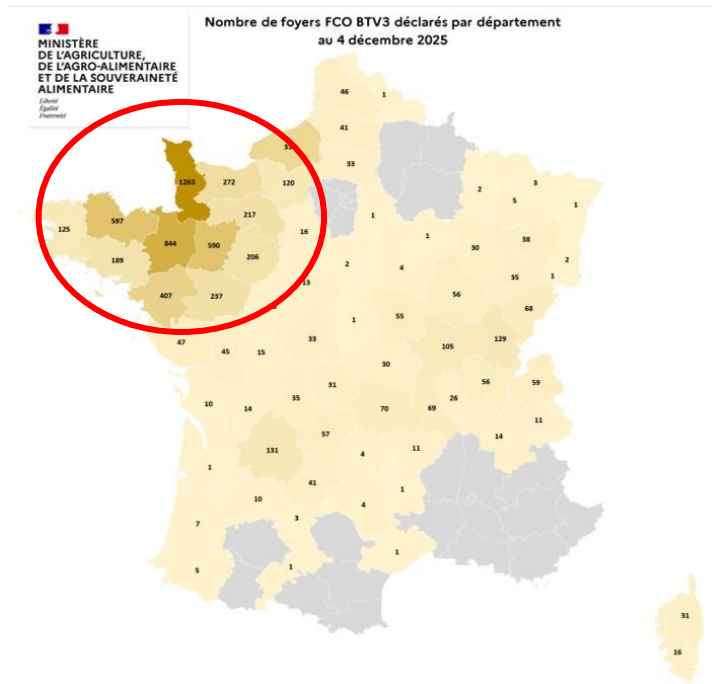 Nombre de foyers FCO BTV3 déclarés par département
au 4 décembre 2025
MINISTÈRE
DE L'AGRICULTURE,
DE L'AGRO-ALIMENTAIRE
ET DE LA SOUVERAINETÉ
ALIMENTAIRE
Liberté
Égalité
Fraternité
46 1
41
33
1265 272 120
2 3
5 1
597 217
125 16 1
844 590 1 38
189 206 30 2
2 4
35 1
407 237 56
68
1 55
47 45 15 33 105 129
30
31 56 59
35 26
10 14 70 69
11
57 14
131 4 11
1
41 1
10 4
3
7
1
5 1
31
16